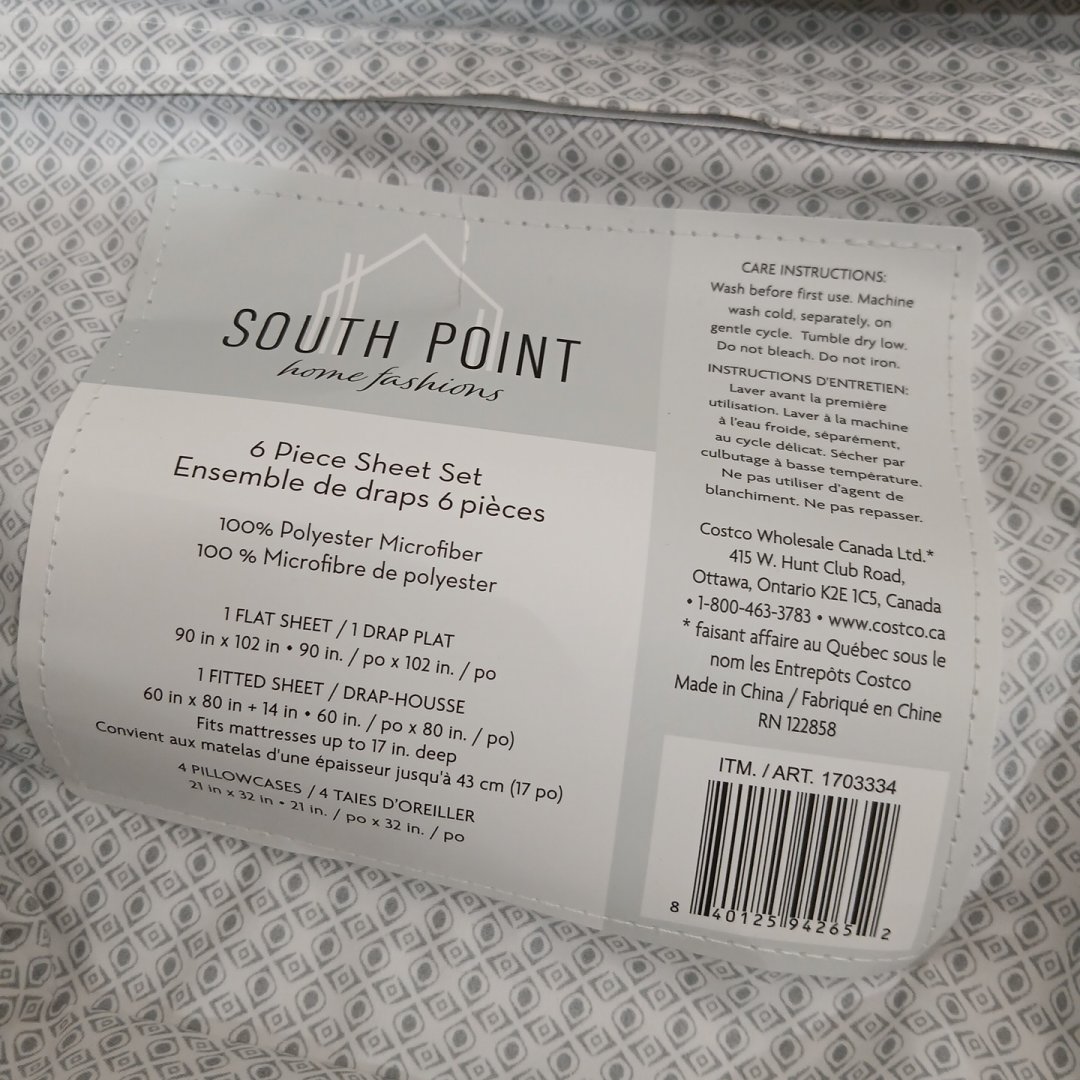 SOUTH POINT
home fashions
6 Piece Sheet Set
Ensemble de draps 6 pièces
100% Polyester Microfiber
100 % Microfibre de polyester
1 FLAT SHEET / 1 DRAP PLAT
90 in x 102 in • 90 in. / po x 102 in. / po
1 FITTED SHEET / DRAP-HOUSSE
60 in x 80 in + 14 in • 60 in. / po x 80 in. / po)
Fits mattresses up to 17 in. deep
Convient aux matelas d'une épaisseur jusqu'à 43 cm (17 po)
4 PILLOWCASES / 4 TAIES D'OREILLER
21 in x 32 in • 21 in. / po x 32 in. / po
CARE INSTRUCTIONS:
Wash before first use. Machine
wash cold, separately, on
gentle cycle. Tumble dry low.
Do not bleach. Do not iron.
INSTRUCTIONS D'ENTRETIEN:
Laver avant la première
utilisation. Laver à la machine
à l'eau froide, séparément,
au cycle délicat. Sécher par
culbutage à basse température.
Ne pas utiliser d'agent de
blanchiment. Ne pas repasser.
Costco Wholesale Canada Ltd.*
415 W. Hunt Club Road,
Ottawa, Ontario K2E 1C5, Canada
• 1-800-463-3783 • www.costco.ca
* faisant affaire au Québec sous le
nom les Entrepôts Costco
Made in China / Fabriqué en Chine
RN 122858
ITM. / ART. 1703334
8 40125 94265 2